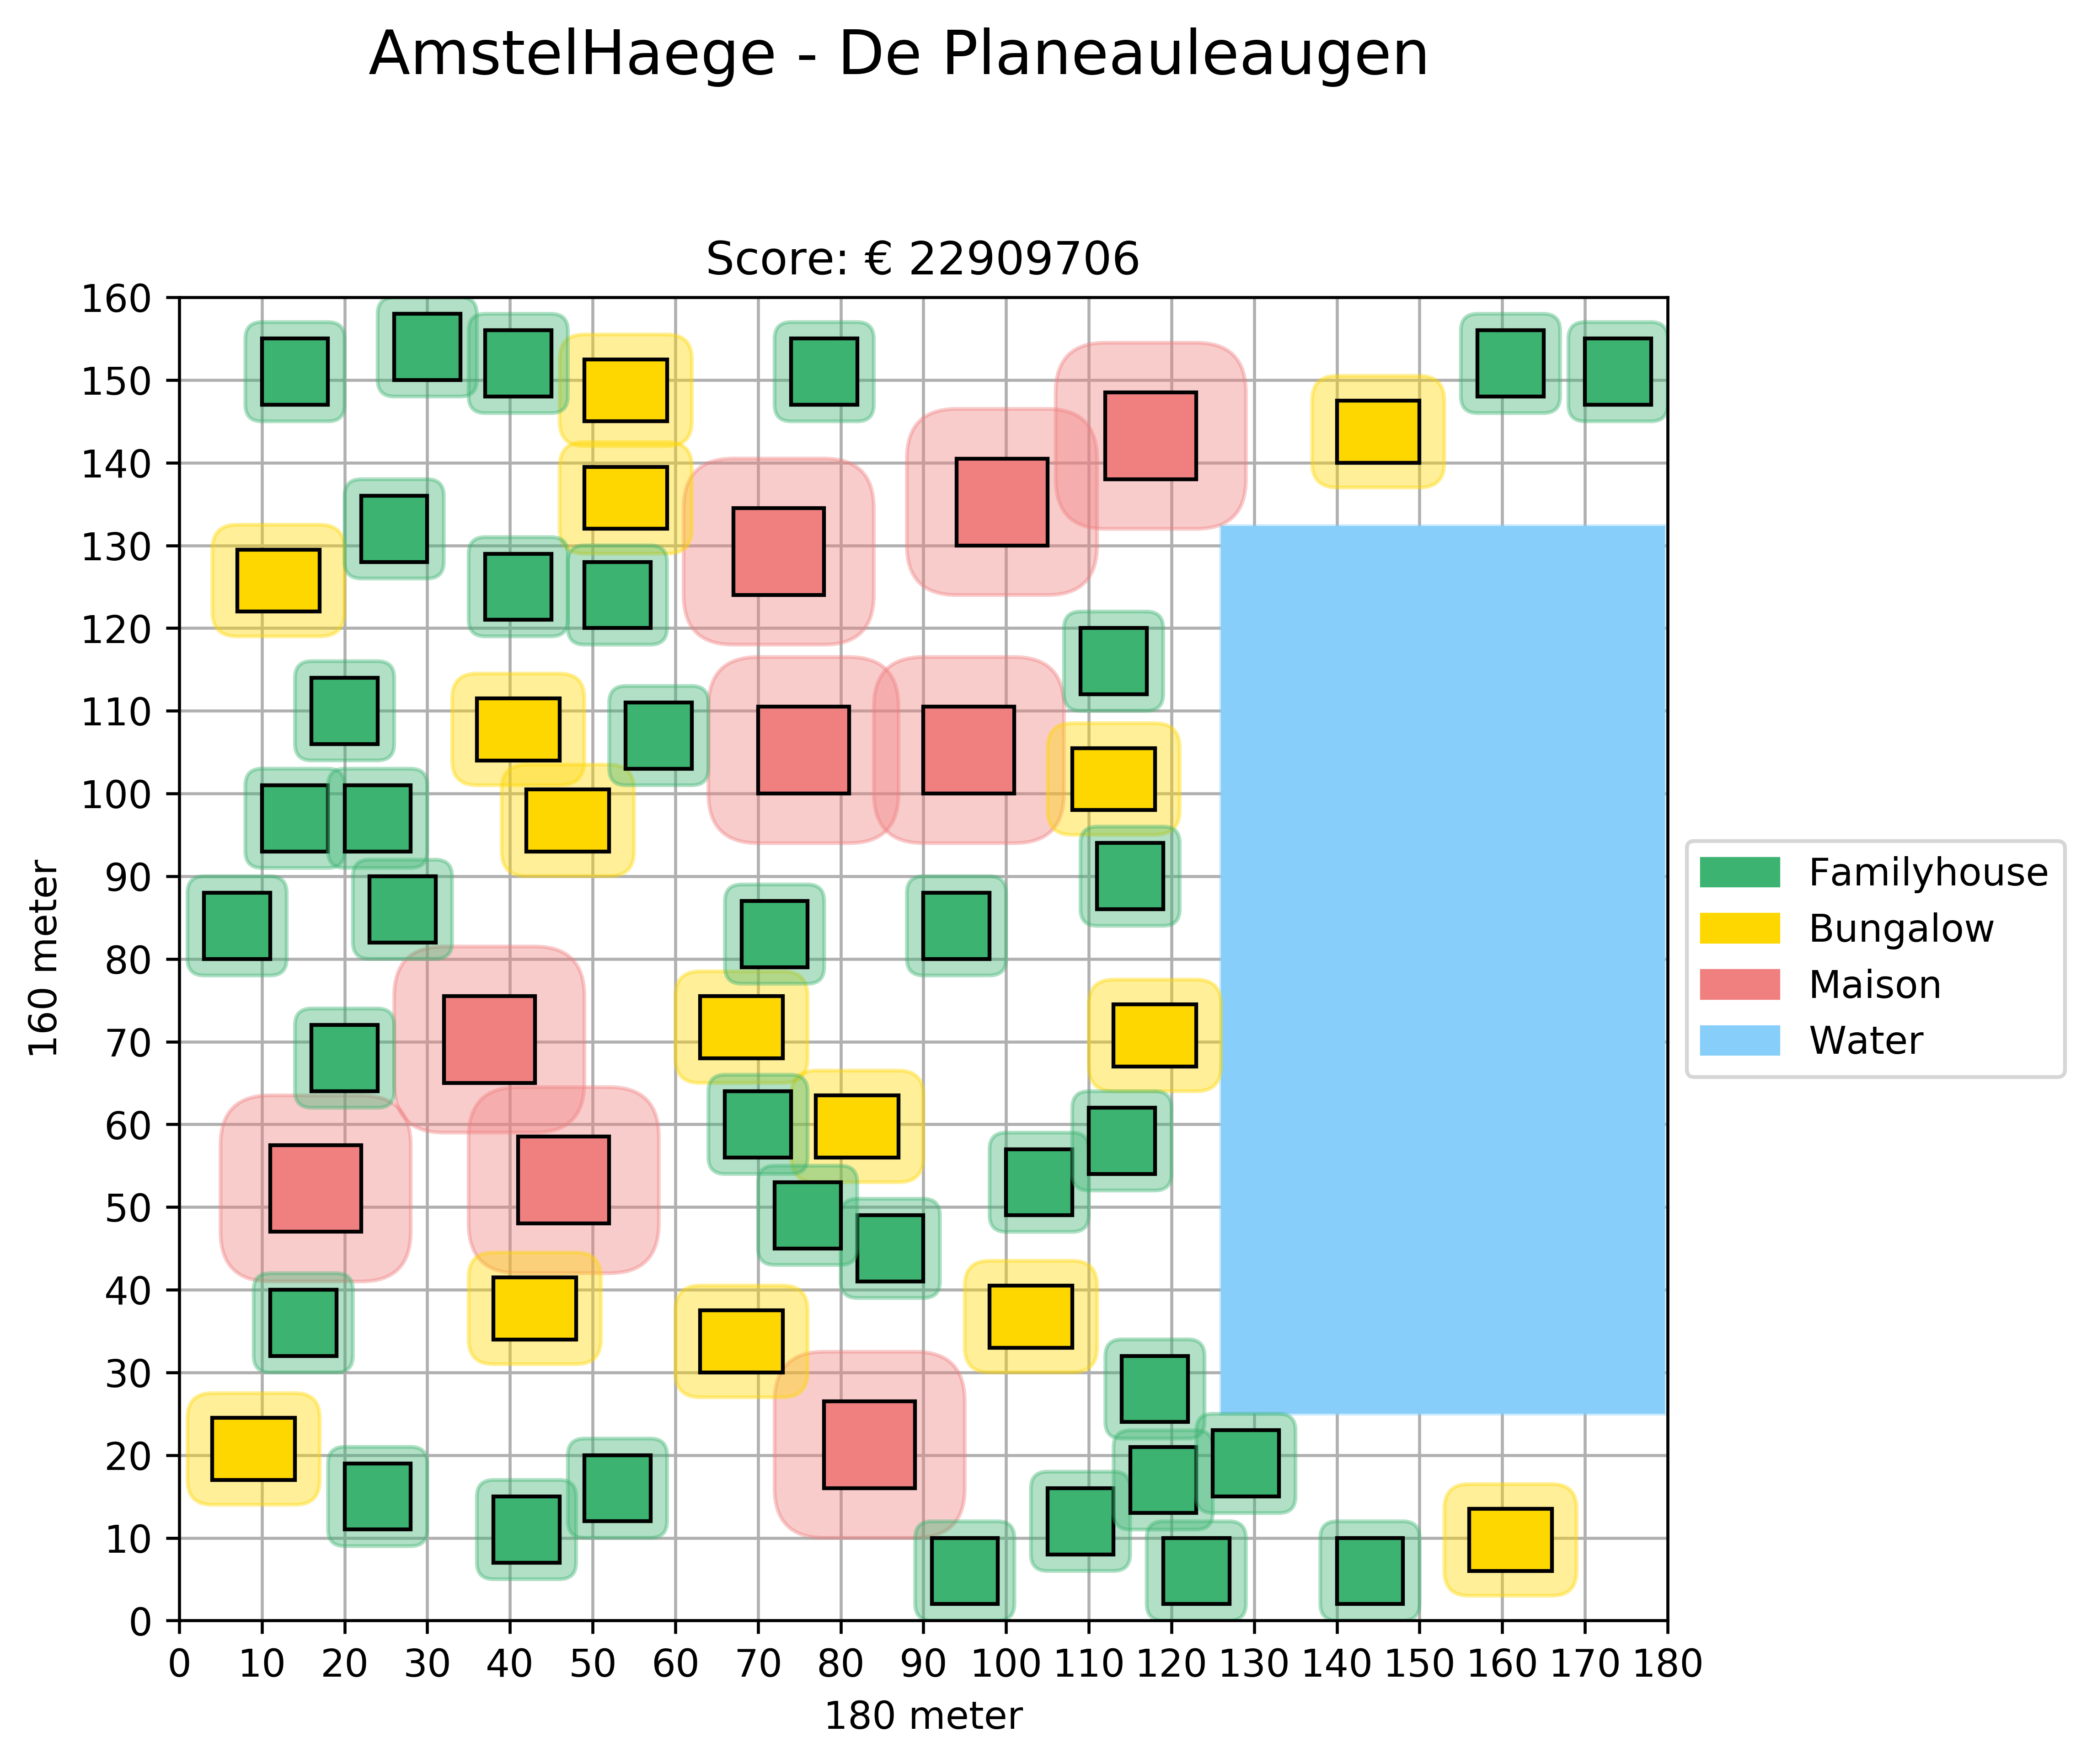 AmstelHaege - De Planeauleaugen
Score: € 22909706
160
150
140
130
120
110
100
90
80
70
60
50
40
30
20
10
0
160 meter
0 10 20 30 40 50 60 70 80 90 100 110 120 130 140 150 160 170 180
180 meter
Familyhouse
Bungalow
Maison
Water